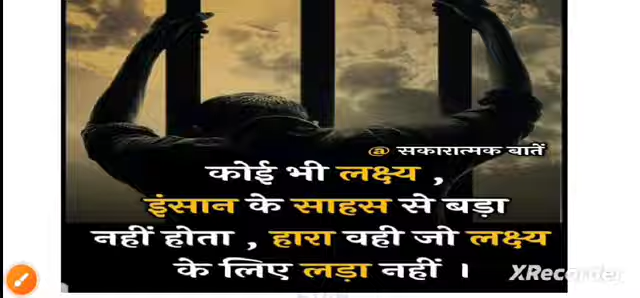 @ सकारात्मक बातें
कोई भी लक्ष्य ,
इंसान के साहस से बड़ा
नहीं होता , हारा वही जो लक्ष्य
के लिए लड़ा नहीं ।
XRecorder